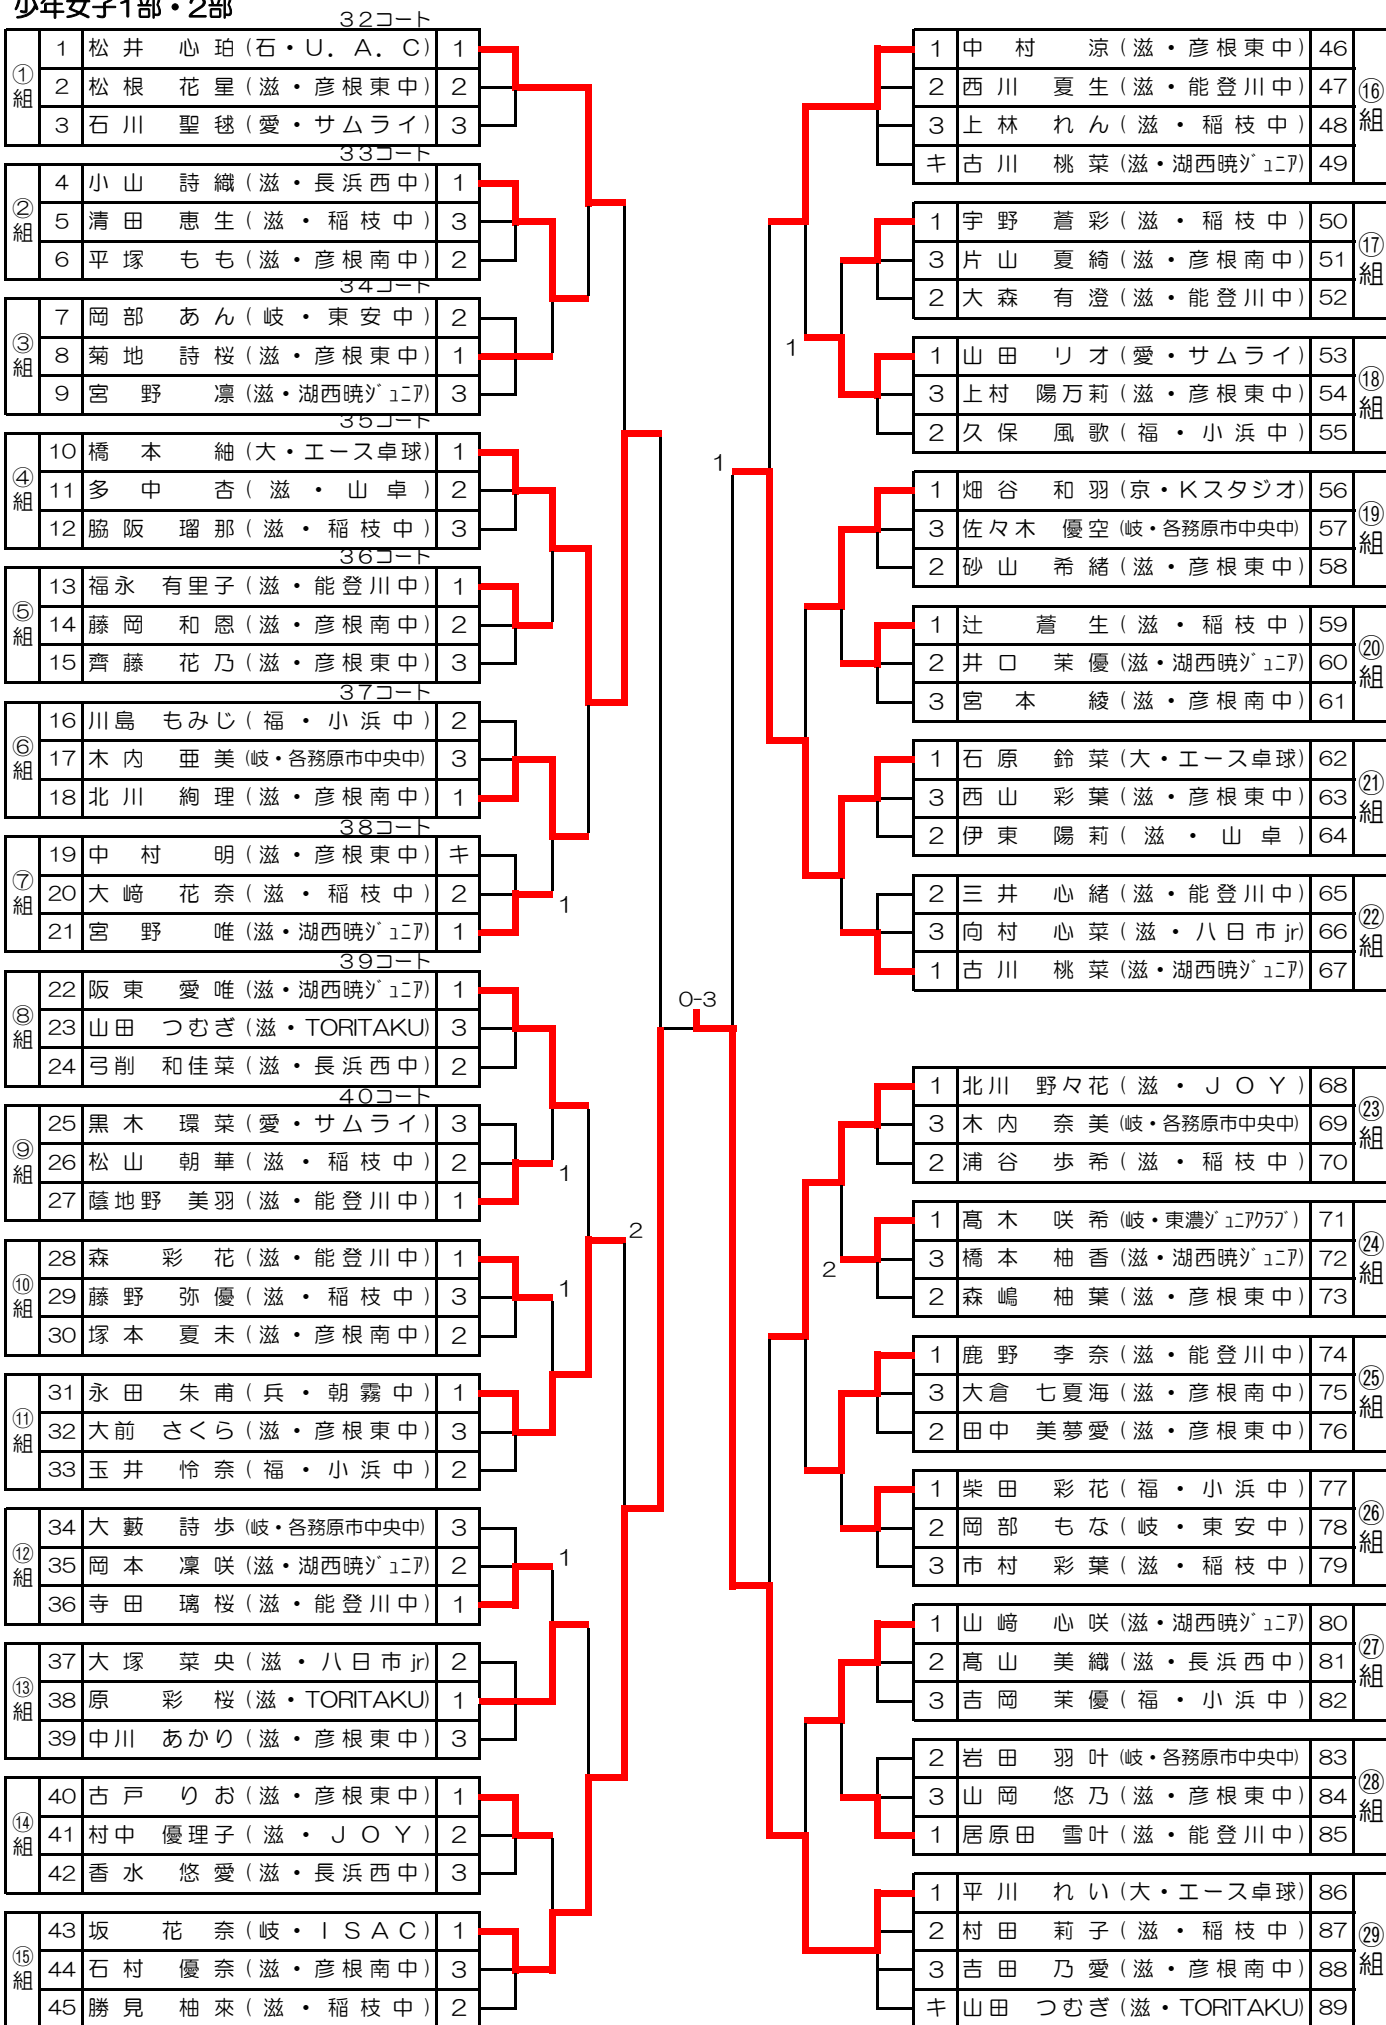 少年女子1部・2部
32コート
①組
1 松井 心珀 (石・U. A. C) 1
2 松根 花星 (滋・彦根東中) 2
3 石川 聖毬 (愛・サムライ) 3
33コート
②組
4 小山 詩織 (滋・長浜西中) 1
5 清田 恵生 (滋・稲枝中) 3
6 平塚 もも (滋・彦根南中) 2
34コート
③組
7 岡部 あん (岐・東安中) 2
8 菊地 詩桜 (滋・彦根東中) 1
9 宮野 凛 (滋・湖西暁ジュニア) 3
35コート
④組
10 橋本 紬 (大・エース卓球) 1
11 多中 杏 (滋・山卓) 2
12 脇阪 瑠那 (滋・稲枝中) 3
36コート
⑤組
13 福永 有里子 (滋・能登川中) 1
14 藤岡 和恩 (滋・彦根南中) 2
15 齊藤 花乃 (滋・彦根東中) 3
37コート
⑥組
16 川島 もみじ (福・小浜中) 2
17 木内 亜美 (岐・各務原市中央中) 3
18 北川 絢理 (滋・彦根南中) 1
38コート
⑦組
19 中村 明 (滋・彦根東中) キ
20 大﨑 花奈 (滋・稲枝中) 2
21 宮野 唯 (滋・湖西暁ジュニア) 1
1
39コート
⑧組
22 阪東 愛唯 (滋・湖西暁ジュニア) 1
23 山田 つむぎ (滋・TORITAKU) 3
24 弓削 和佳菜 (滋・長浜西中) 2
40コート
⑨組
25 黒木 環菜 (愛・サムライ) 3
26 松山 朝華 (滋・稲枝中) 2
27 蔭地野 美羽 (滋・能登川中) 1
1
2
⑩組
28 森 彩花 (滋・能登川中) 1
29 藤野 弥優 (滋・稲枝中) 3
30 塚本 夏未 (滋・彦根南中) 2
1
⑪組
31 永田 朱甫 (兵・朝霧中) 1
32 大前 さくら (滋・彦根東中) 3
33 玉井 怜奈 (福・小浜中) 2
⑫組
34 大藪 詩歩 (岐・各務原市中央中) 3
35 岡本 凜咲 (滋・湖西暁ジュニア) 2
36 寺田 璃桜 (滋・能登川中) 1
1
⑬組
37 大塚 菜央 (滋・八日市jr) 2
38 原 彩桜 (滋・TORITAKU) 1
39 中川 あかり (滋・彦根東中) 3
⑭組
40 古戸 りお (滋・彦根東中) 1
41 村中 優理子 (滋・JOY) 2
42 香水 悠愛 (滋・長浜西中) 3
⑮組
43 坂 花奈 (岐・ISAC) 1
44 石村 優奈 (滋・彦根南中) 3
45 勝見 柚來 (滋・稲枝中) 2
0-3
1 中村 涼 (滋・彦根東中) 46
2 西川 夏生 (滋・能登川中) 47
3 上林 れん (滋・稲枝中) 48
キ 古川 桃菜 (滋・湖西暁ジュニア) 49
⑯組
1 宇野 蒼彩 (滋・稲枝中) 50
3 片山 夏綺 (滋・彦根南中) 51
2 大森 有澄 (滋・能登川中) 52
⑰組
1
1 山田 リオ (愛・サムライ) 53
3 上村 陽万莉 (滋・彦根東中) 54
2 久保 風歌 (福・小浜中) 55
⑱組
1
1 畑谷 和羽 (京・Kスタジオ) 56
3 佐々木 優空 (岐・各務原市中央中) 57
2 砂山 希緒 (滋・彦根東中) 58
⑲組
1 辻 蒼生 (滋・稲枝中) 59
2 井口 茉優 (滋・湖西暁ジュニア) 60
3 宮本 綾 (滋・彦根南中) 61
⑳組
1 石原 鈴菜 (大・エース卓球) 62
3 西山 彩葉 (滋・彦根東中) 63
2 伊東 陽莉 (滋・山卓) 64
㉑組
2 三井 心緒 (滋・能登川中) 65
3 向村 心菜 (滋・八日市jr) 66
1 古川 桃菜 (滋・湖西暁ジュニア) 67
㉒組
1 北川 野々花 (滋・JOY) 68
3 木内 奈美 (岐・各務原市中央中) 69
2 浦谷 歩希 (滋・稲枝中) 70
㉓組
1 髙木 咲希 (岐・東濃ジュニアクラブ) 71
3 橋本 柚香 (滋・湖西暁ジュニア) 72
2 森嶋 柚葉 (滋・彦根東中) 73
㉔組
2
1 鹿野 李奈 (滋・能登川中) 74
3 大倉 七夏海 (滋・彦根南中) 75
2 田中 美夢愛 (滋・彦根東中) 76
㉕組
1 柴田 彩花 (福・小浜中) 77
2 岡部 もな (岐・東安中) 78
3 市村 彩葉 (滋・稲枝中) 79
㉖組
1 山﨑 心咲 (滋・湖西暁ジュニア) 80
2 髙山 美織 (滋・長浜西中) 81
3 吉岡 茉優 (福・小浜中) 82
㉗組
2 岩田 羽叶 (岐・各務原市中央中) 83
3 山岡 悠乃 (滋・彦根東中) 84
1 居原田 雪叶 (滋・能登川中) 85
㉘組
1 平川 れい (大・エース卓球) 86
2 村田 莉子 (滋・稲枝中) 87
3 吉田 乃愛 (滋・彦根南中) 88
キ 山田 つむぎ (滋・TORITAKU) 89
㉙組